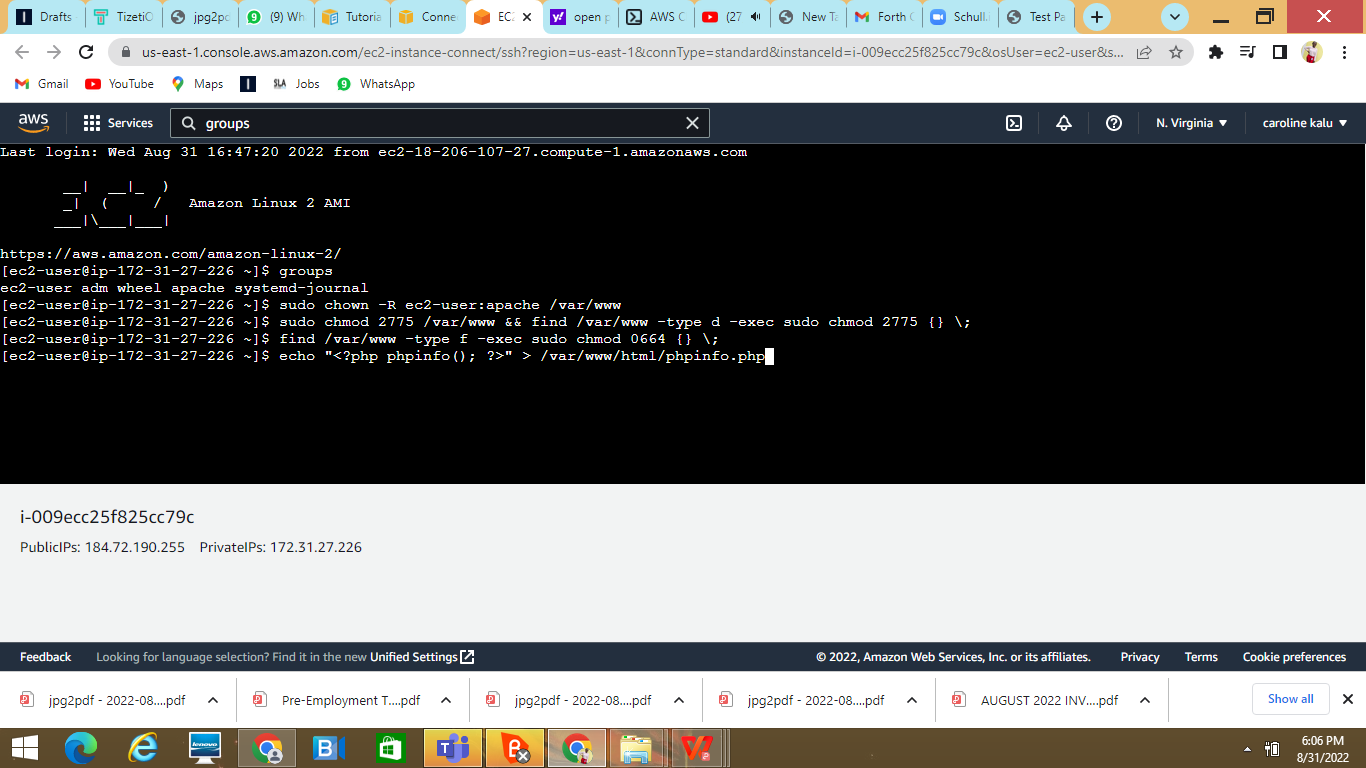 Drafts
TizetiO
jpg2pd
(9) Wh
Tutoria
Conne
EC2
open p
AWS C
(27
New Ta
Forth C
Schull.i
Test Pa
us-east-1.console.aws.amazon.com/ec2-instance-connect/ssh?region=us-east-1&connType=standard&instanceId=i-009ecc25f825cc79c&osUser=ec2-user&s...
Gmail
YouTube
Maps
SLA Jobs
9 WhatsApp
aws
Services
groups
N. Virginia
caroline kalu
Last login: Wed Aug 31 16:47:20 2022 from ec2-18-206-107-27.compute-1.amazonaws.com
       __|  __|_  )
       _|  (     /   Amazon Linux 2 AMI
      ___|\___|___|
https://aws.amazon.com/amazon-linux-2/
[ec2-user@ip-172-31-27-226 ~]$ groups
ec2-user adm wheel apache systemd-journal
[ec2-user@ip-172-31-27-226 ~]$ sudo chown -R ec2-user:apache /var/www
[ec2-user@ip-172-31-27-226 ~]$ sudo chmod 2775 /var/www && find /var/www -type d -exec sudo chmod 2775 {} \;
[ec2-user@ip-172-31-27-226 ~]$ find /var/www -type f -exec sudo chmod 0664 {} \;
[ec2-user@ip-172-31-27-226 ~]$ echo "<?php phpinfo(); ?>" > /var/www/html/phpinfo.php
i-009ecc25f825cc79c
PublicIPs: 184.72.190.255 PrivateIPs: 172.31.27.226
Feedback
Looking for language selection? Find it in the new Unified Settings
© 2022, Amazon Web Services, Inc. or its affiliates.
Privacy
Terms
Cookie preferences
jpg2pdf - 2022-08....pdf
Pre-Employment T....pdf
jpg2pdf - 2022-08....pdf
jpg2pdf - 2022-08....pdf
AUGUST 2022 INV....pdf
Show all
lenovo
6:06 PM
8/31/2022